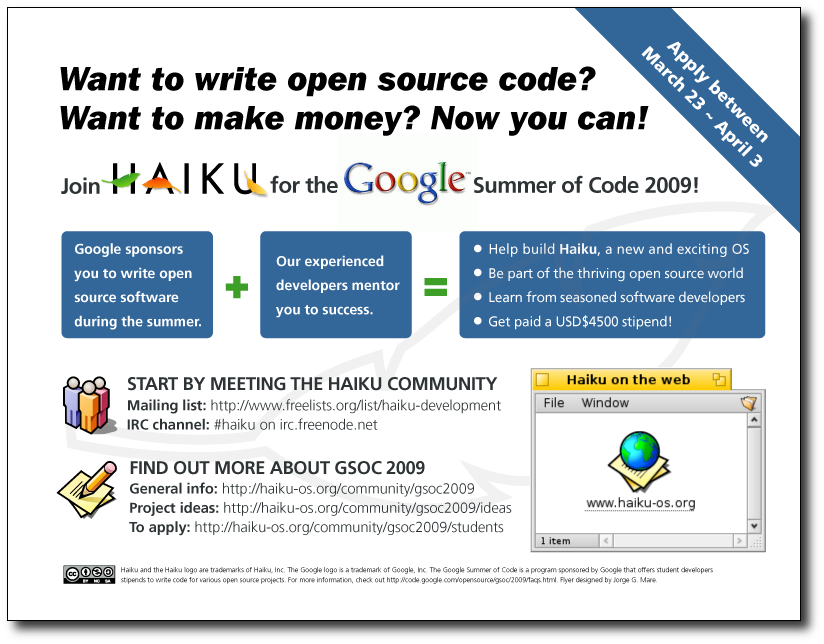 Want to write open source code?
Want to make money? Now you can!
Apply between
March 23 ~ April 3
Join HAIKU for the Google™ Summer of Code 2009!
Google sponsors
you to write open
source software
during the summer.
+
Our experienced
developers mentor
you to success.
=
• Help build Haiku, a new and exciting OS
• Be part of the thriving open source world
• Learn from seasoned software developers
• Get paid a USD$4500 stipend!
START BY MEETING THE HAIKU COMMUNITY
Mailing list: http://www.freelists.org/list/haiku-development
IRC channel: #haiku on irc.freenode.net
FIND OUT MORE ABOUT GSOC 2009
General info: http://haiku-os.org/community/gsoc2009
Project ideas: http://haiku-os.org/community/gsoc2009/ideas
To apply: http://haiku-os.org/community/gsoc2009/students
Haiku on the web
File Window
www.haiku-os.org
1 item
cc BY NC SA
Haiku and the Haiku logo are trademarks of Haiku, Inc. The Google logo is a trademark of Google, Inc. The Google Summer of Code is a program sponsored by Google that offers student developers
stipends to write code for various open source projects. For more information, check out http://code.google.com/opensource/gsoc/2009/faqs.html. Flyer designed by Jorge G. Mare.